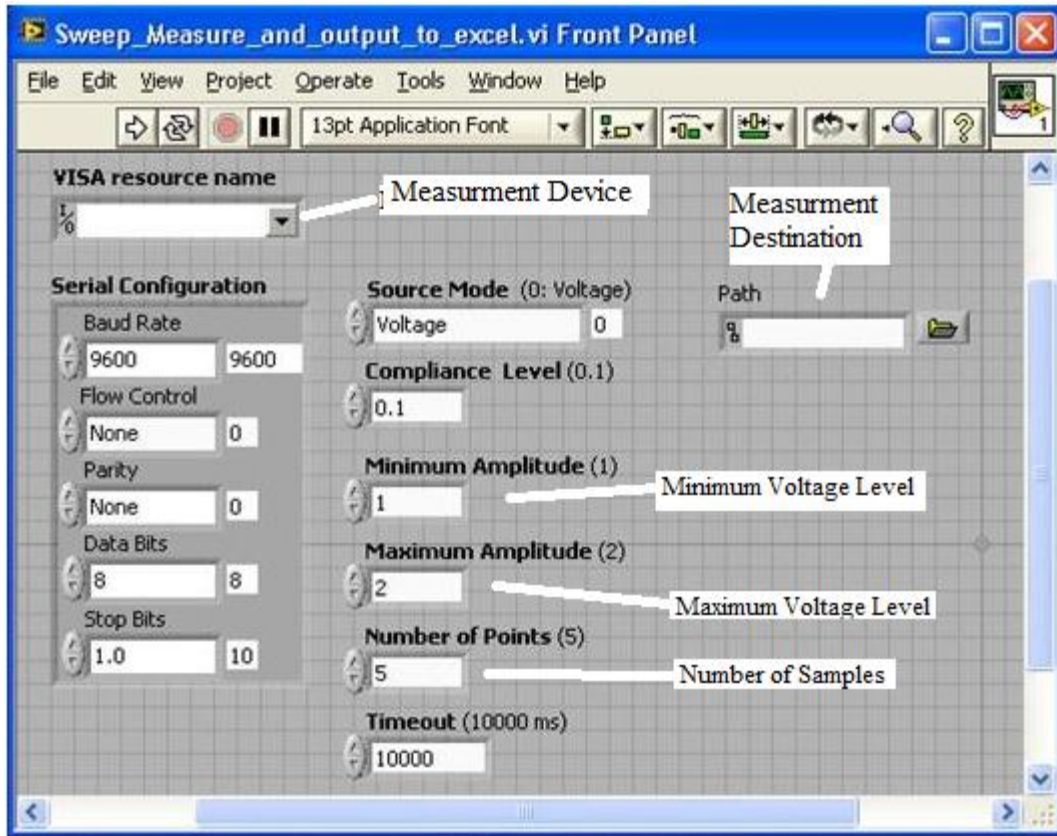 Sweep_Measure_and_output_to_excel.vi Front Panel
File Edit View Project Operate Tools Window Help
13pt Application Font
1
VISA resource name
I/O
Measurment Device
Measurment
Destination
Serial Configuration
Baud Rate
9600 9600
Flow Control
None 0
Parity
None 0
Data Bits
8 8
Stop Bits
1.0 10
Source Mode (0: Voltage)
Voltage 0
Compliance Level (0.1)
0.1
Minimum Amplitude (1)
1
Minimum Voltage Level
Maximum Amplitude (2)
2
Maximum Voltage Level
Number of Points (5)
5
Number of Samples
Timeout (10000 ms)
10000
Path